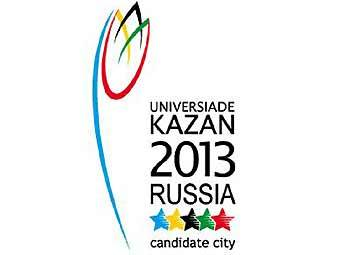 UNIVERSIADE
KAZAN
2013
RUSSIA
candidate city